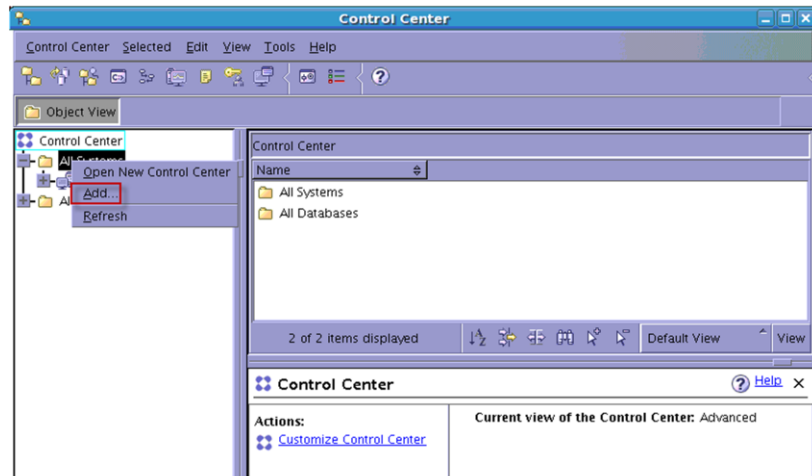 Control Center
Control Center Selected Edit View Tools Help
Object View
Control Center
Control Center
All Systems
Open New Control Center
Name
Add...
All Systems
Refresh
All Databases
2 of 2 items displayed
Default View
View
Control Center
Help
Actions:
Current view of the Control Center: Advanced
Customize Control Center